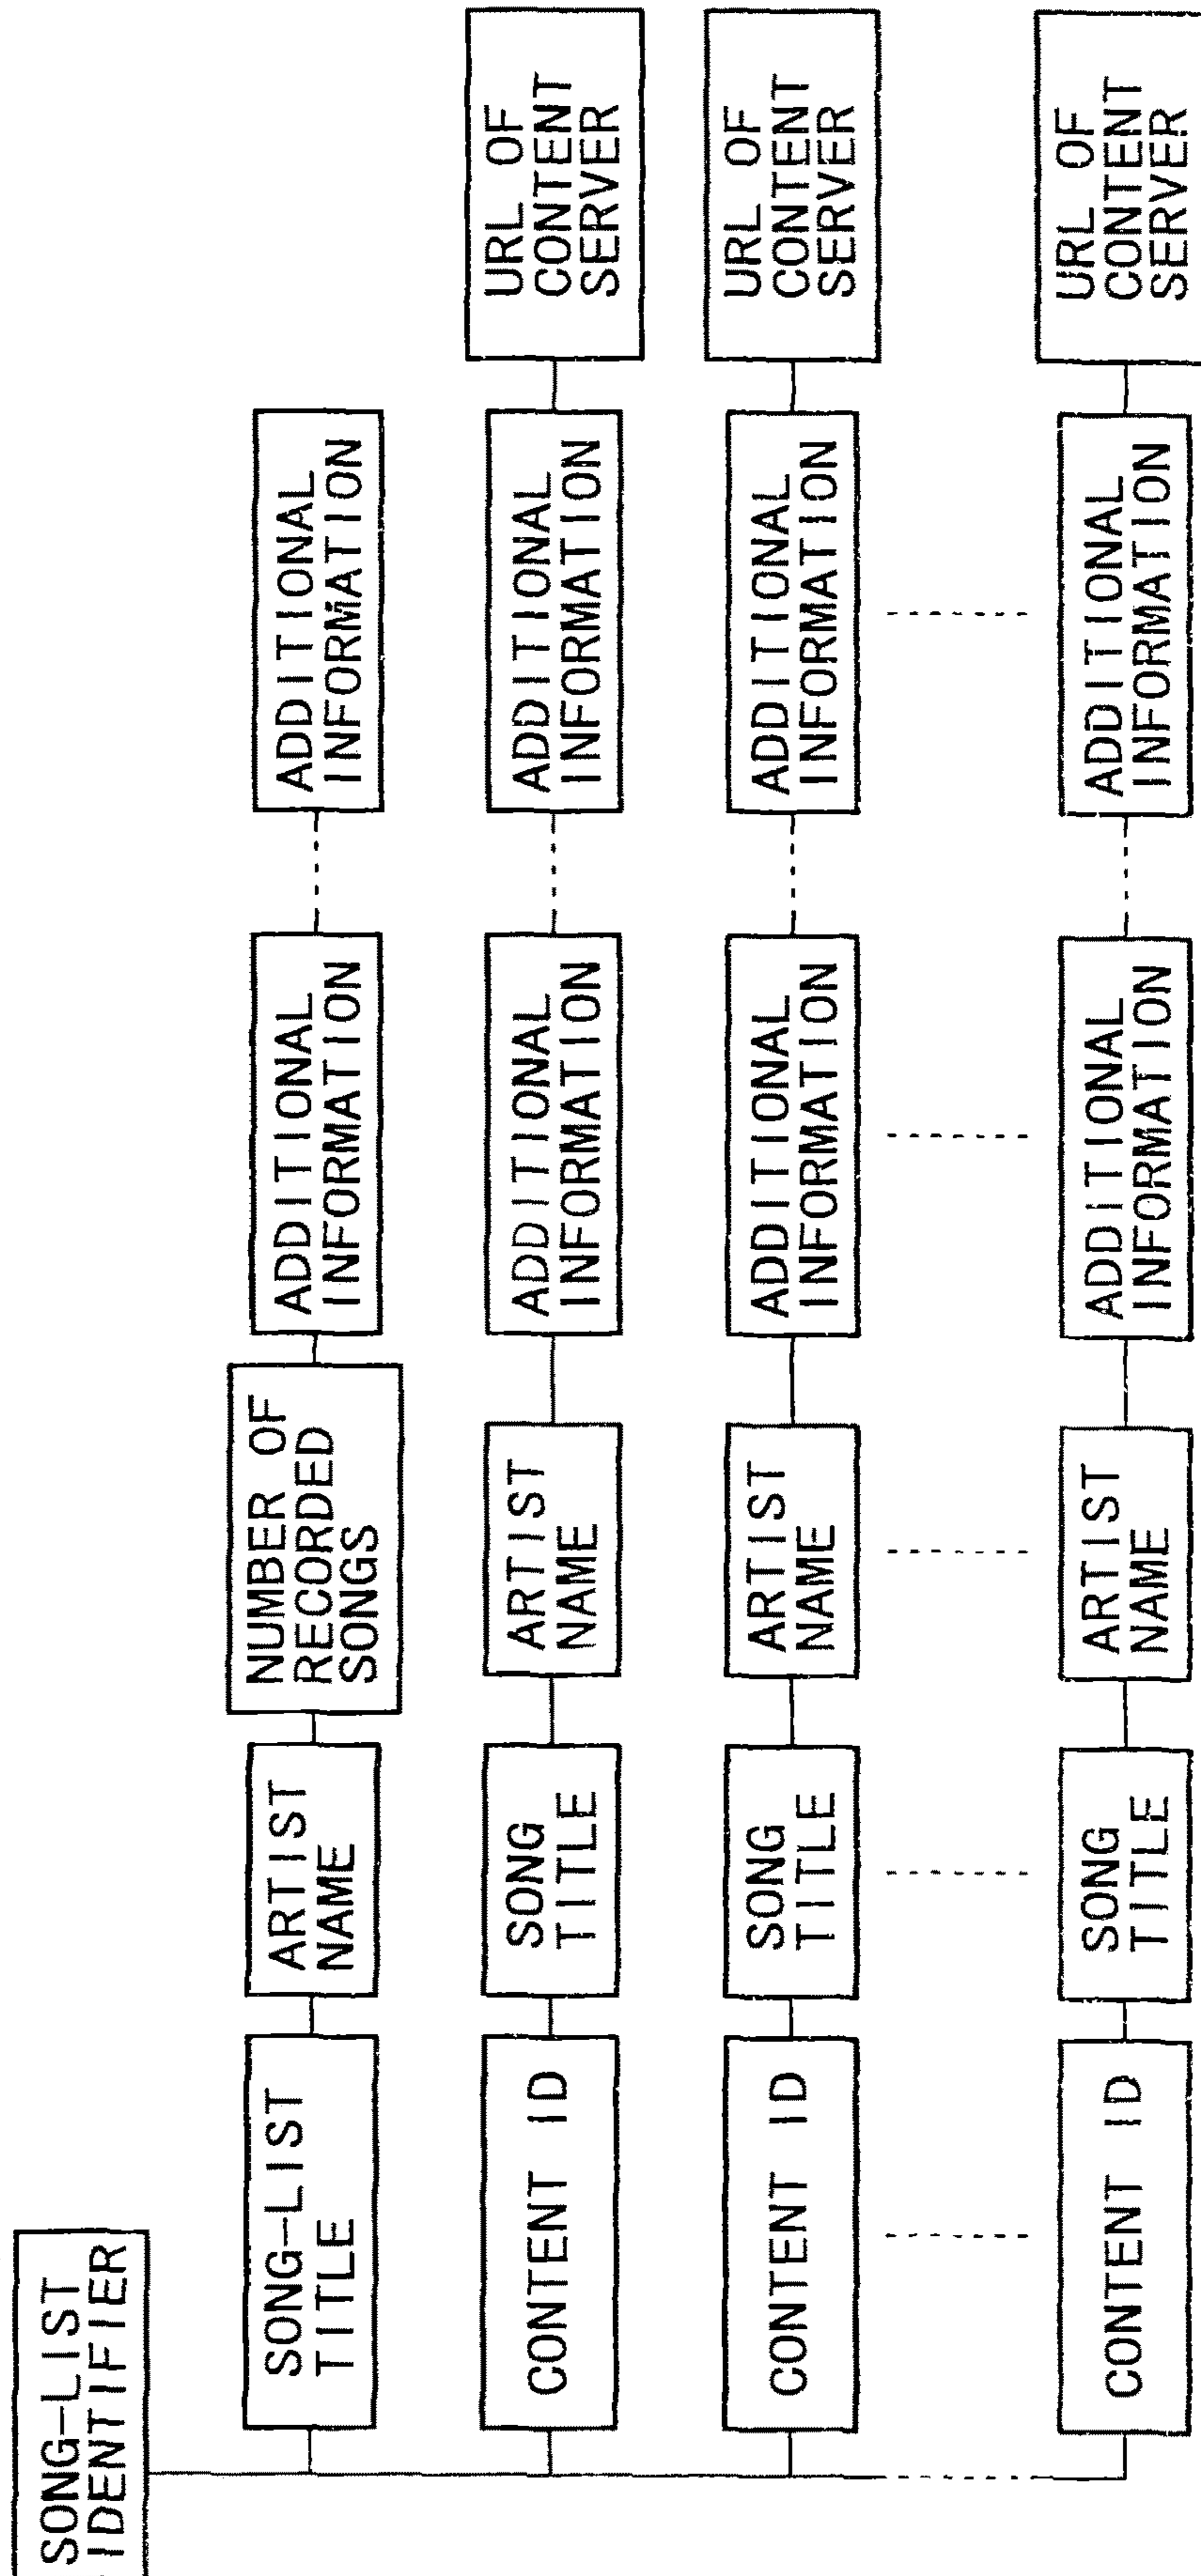 SONG-LIST
IDENTIFIER
SONG-LIST
TITLE
ARTIST
NAME
NUMBER OF
RECORDED
SONGS
ADDITIONAL
INFORMATION
ADDITIONAL
INFORMATION
CONTENT ID
SONG
TITLE
ARTIST
NAME
ADDITIONAL
INFORMATION
ADDITIONAL
INFORMATION
URL OF
CONTENT
SERVER
CONTENT ID
SONG
TITLE
ARTIST
NAME
ADDITIONAL
INFORMATION
ADDITIONAL
INFORMATION
URL OF
CONTENT
SERVER
CONTENT ID
SONG
TITLE
ARTIST
NAME
ADDITIONAL
INFORMATION
ADDITIONAL
INFORMATION
URL OF
CONTENT
SERVER